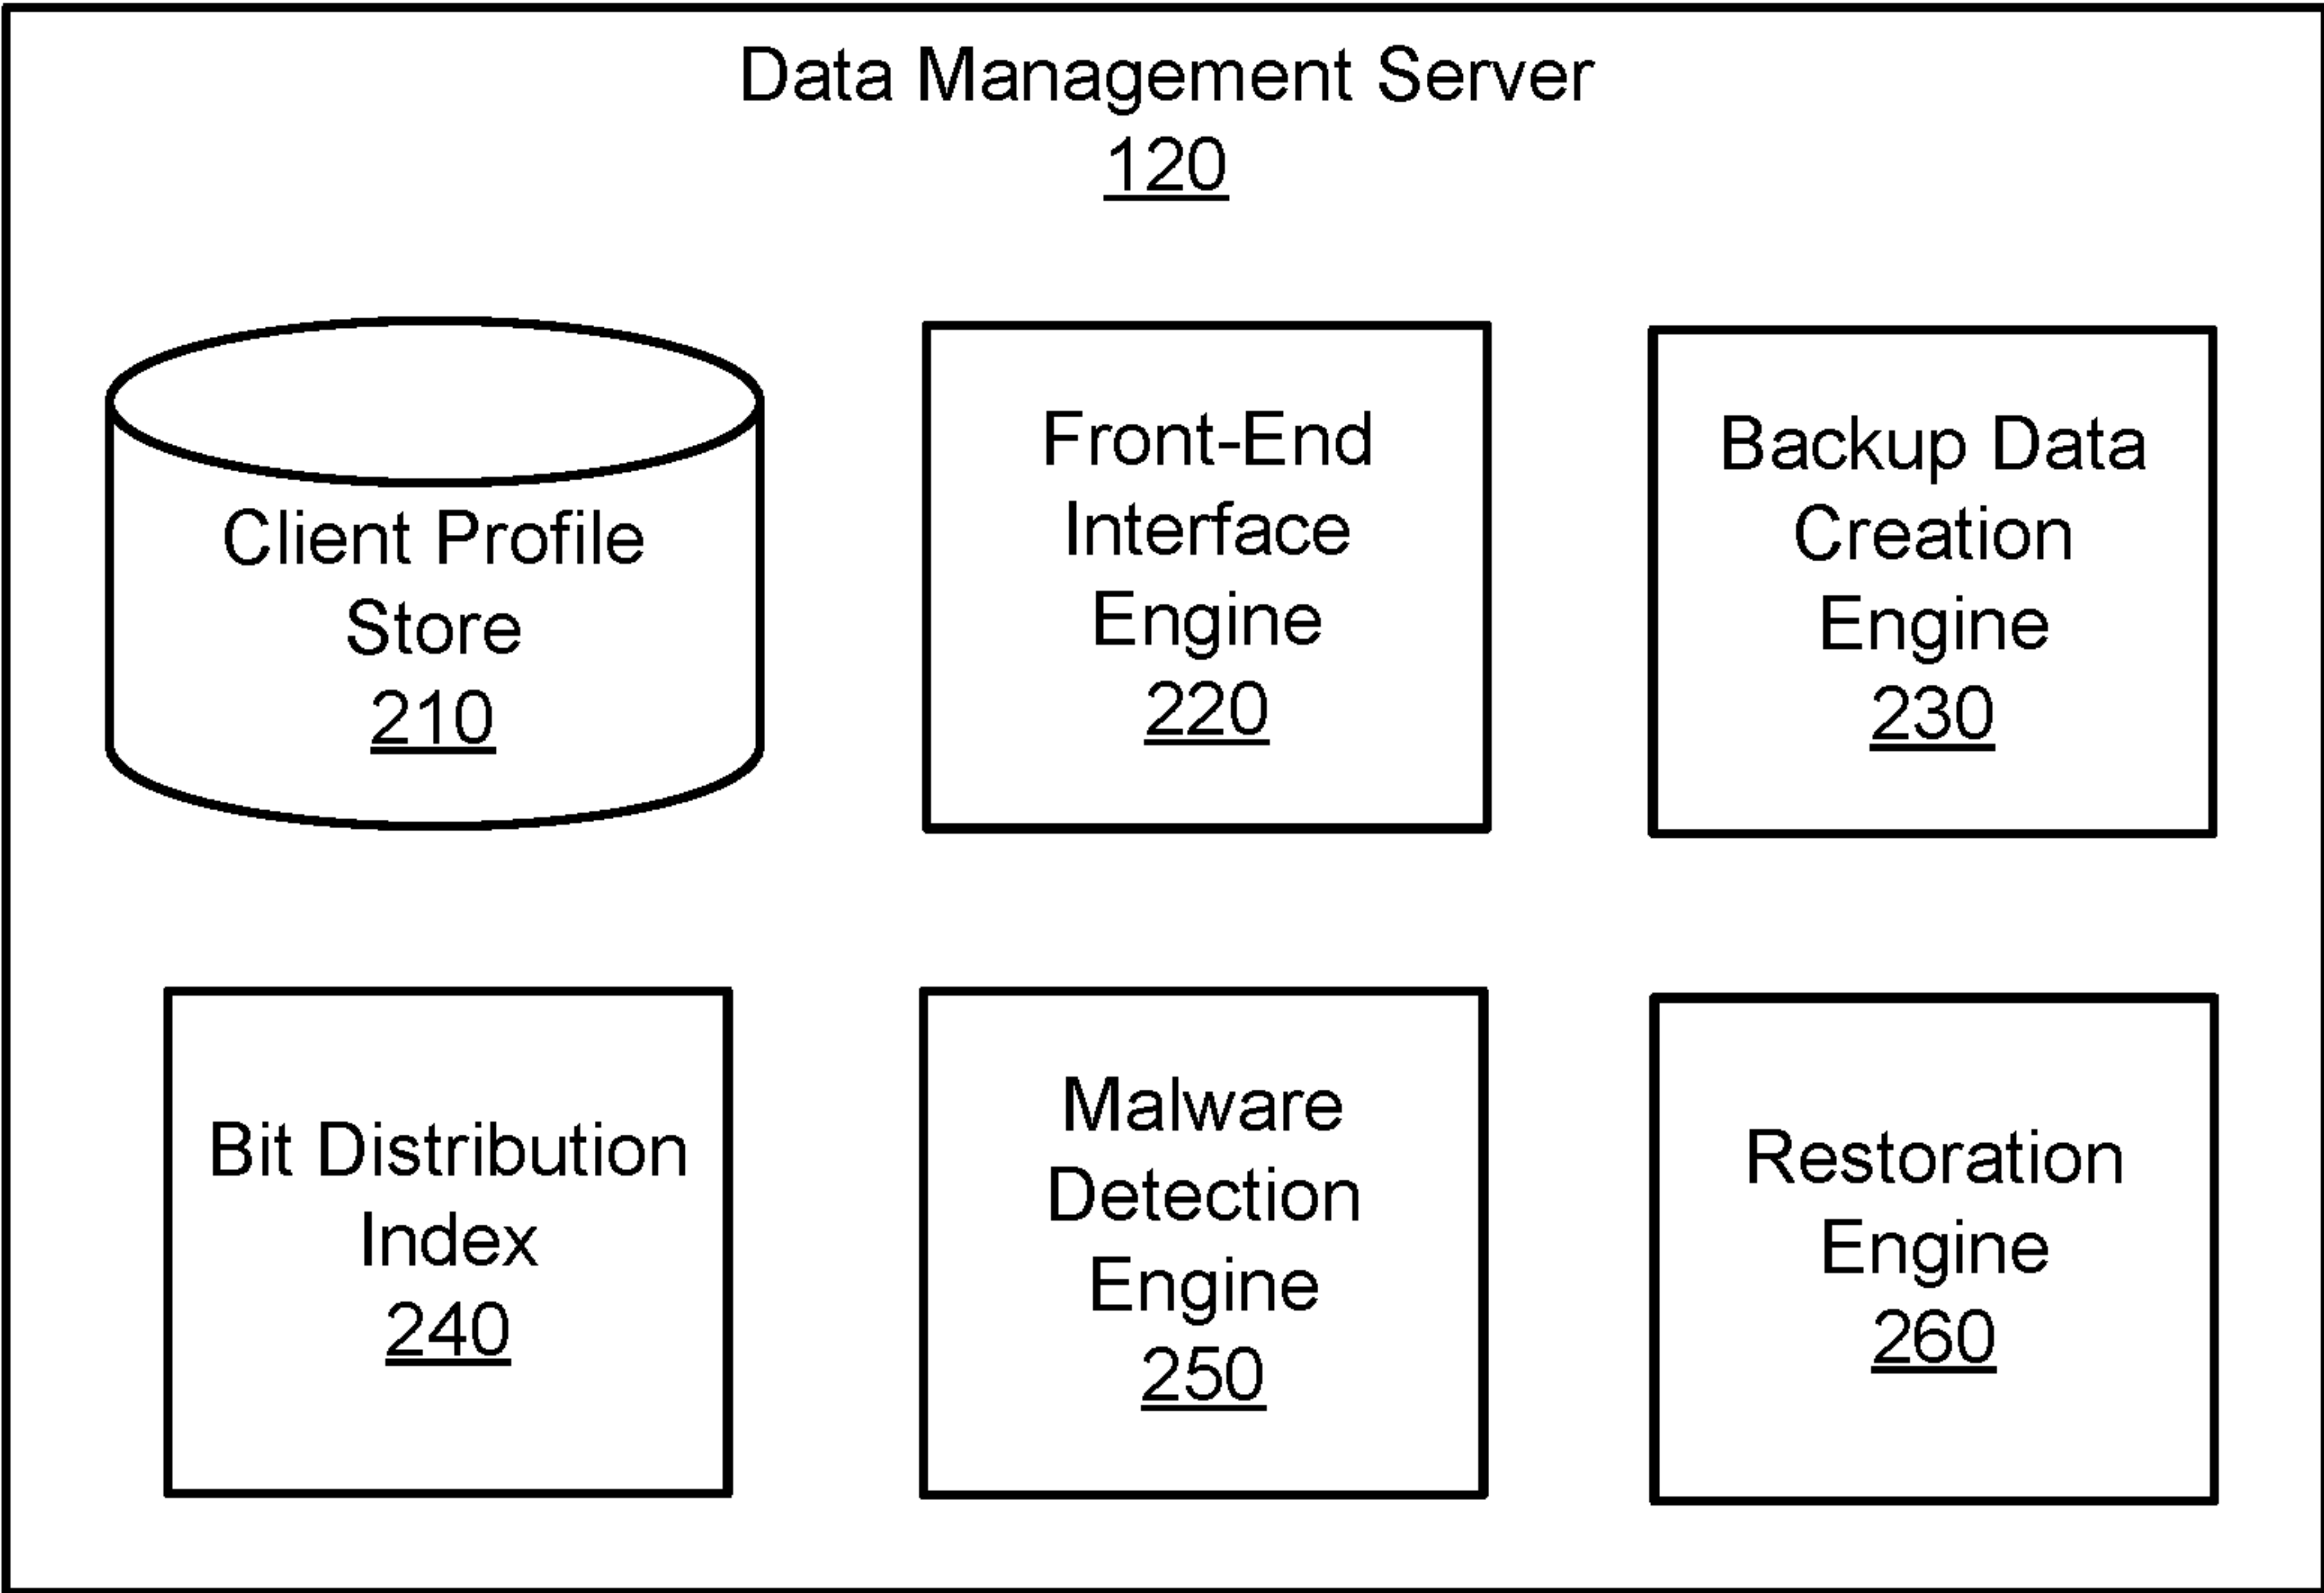 Data Management Server
120
Client Profile
Store
210
Front-End
Interface
Engine
220
Backup Data
Creation
Engine
230
Bit Distribution
Index
240
Malware
Detection
Engine
250
Restoration
Engine
260